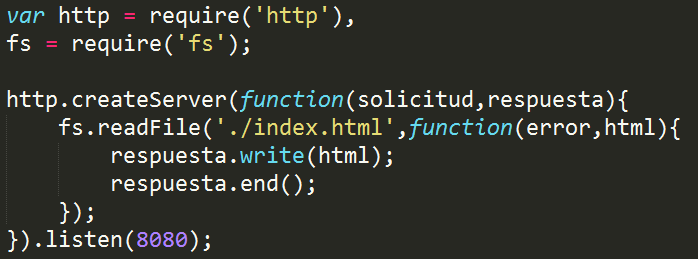 var http = require('http'),
fs = require('fs');
http.createServer(function(solicitud,respuesta){
fs.readFile('./index.html',function(error,html){
respuesta.write(html);
respuesta.end();
});
}).listen(8080);